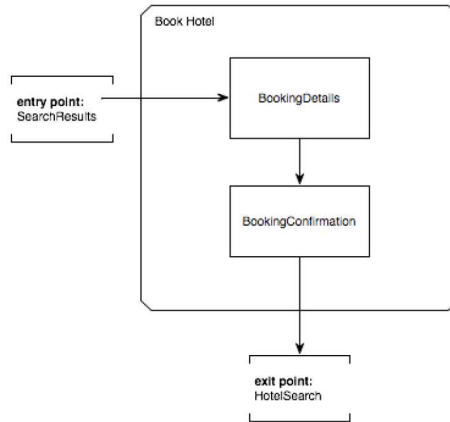 Book Hotel
entry point:
SearchResults
BookingDetails
BookingConfirmation
exit point:
HotelSearch